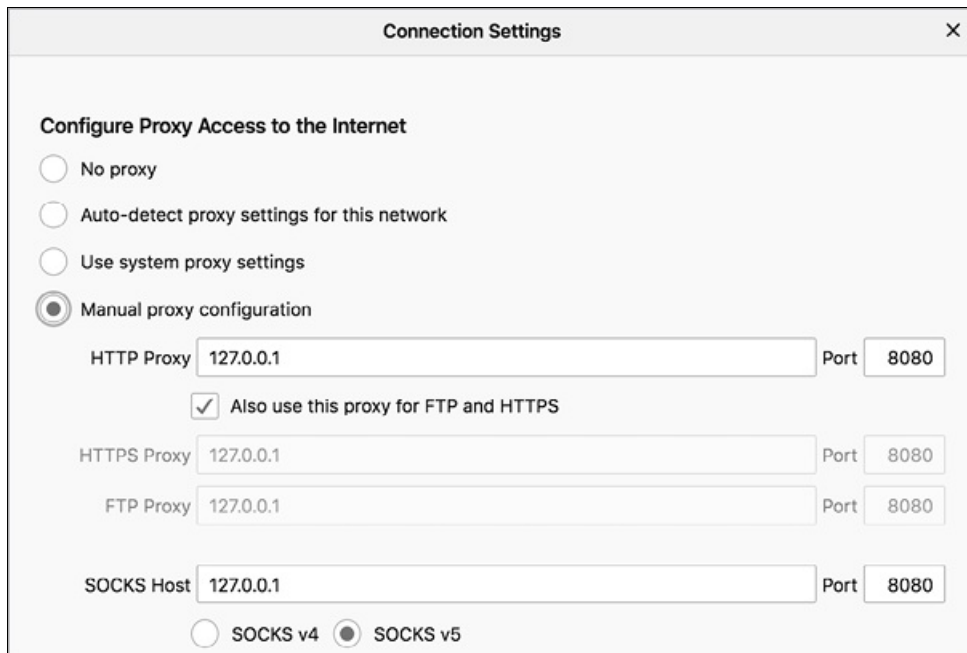 Connection Settings
Configure Proxy Access to the Internet
No proxy
Auto-detect proxy settings for this network
Use system proxy settings
Manual proxy configuration
HTTP Proxy 127.0.0.1 Port 8080
Also use this proxy for FTP and HTTPS
HTTPS Proxy 127.0.0.1 Port 8080
FTP Proxy 127.0.0.1 Port 8080
SOCKS Host 127.0.0.1 Port 8080
SOCKS v4 SOCKS v5